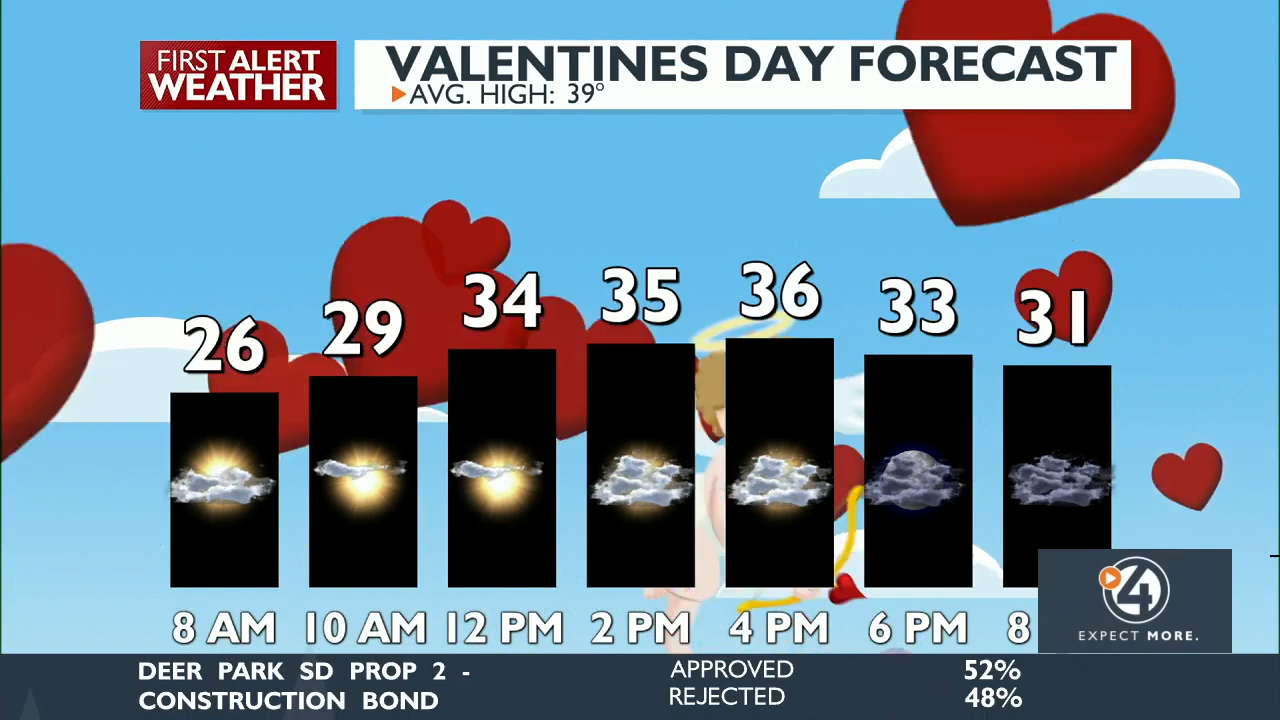 FIRST ALERT
WEATHER
VALENTINES DAY FORECAST
AVG. HIGH: 39°
26
29
34
35
36
33
31
8 AM
10 AM
12 PM
2 PM
4 PM
6 PM
8
4
EXPECT MORE.
DEER PARK SD PROP 2 -
CONSTRUCTION BOND
APPROVED 52%
REJECTED 48%